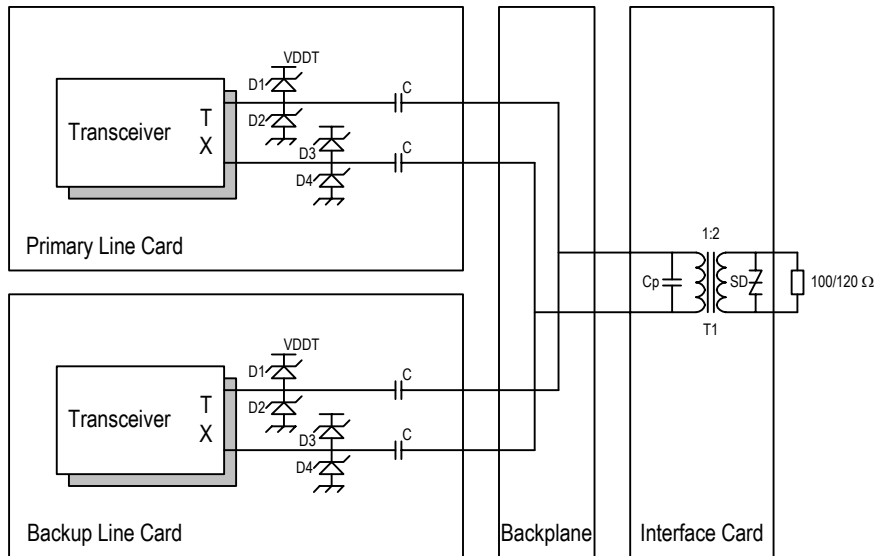 VDDT
D1
C
Transceiver
T
X
D2
D3
C
D4
Primary Line Card
1:2
Cp
SD
100/120 Ω
T1
VDDT
D1
C
Transceiver
T
X
D2
D3
C
D4
Backup Line Card
Backplane
Interface Card